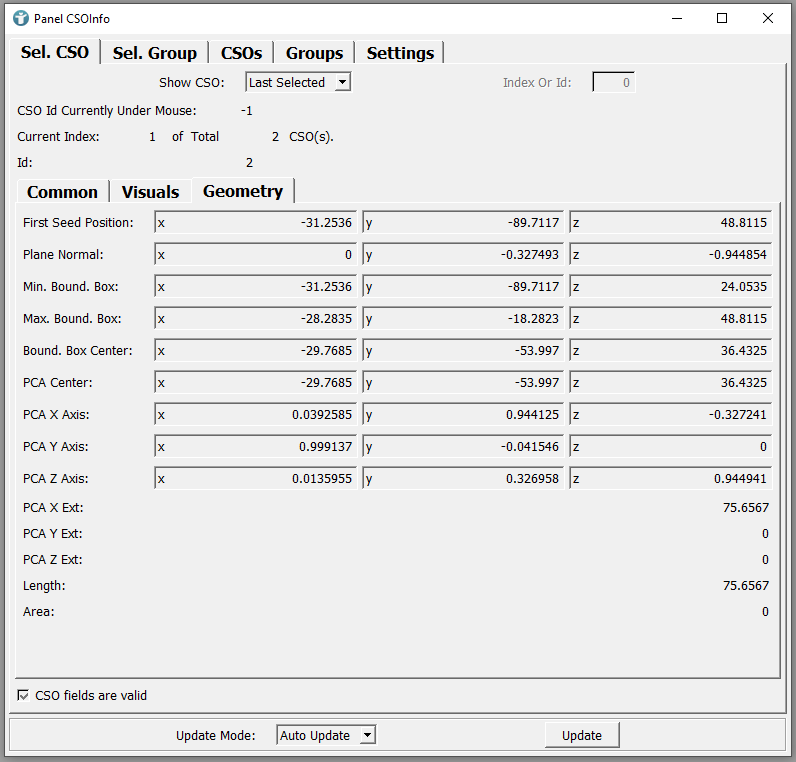 Panel CSOInfo
Sel. CSO Sel. Group CSOs Groups Settings
Show CSO: Last Selected Index Or Id: 0
CSO Id Currently Under Mouse: -1
Current Index: 1 of Total 2 CSO(s).
Id: 2
Common Visuals Geometry
First Seed Position: x -31.2536 y -89.7117 z 48.8115
Plane Normal: x 0 y -0.327493 z -0.944854
Min. Bound. Box: x -31.2536 y -89.7117 z 24.0535
Max. Bound. Box: x -28.2835 y -18.2823 z 48.8115
Bound. Box Center: x -29.7685 y -53.997 z 36.4325
PCA Center: x -29.7685 y -53.997 z 36.4325
PCA X Axis: x 0.0392585 y 0.944125 z -0.327241
PCA Y Axis: x 0.999137 y -0.041546 z 0
PCA Z Axis: x 0.0135955 y 0.326958 z 0.944941
PCA X Ext: 75.6567
PCA Y Ext: 0
PCA Z Ext: 0
Length: 75.6567
Area: 0
CSO fields are valid
Update Mode: Auto Update Update